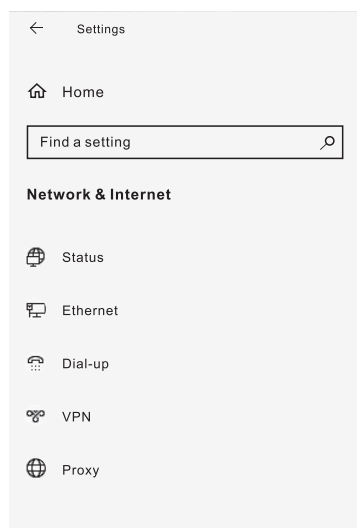 Settings
Home
Find a setting
Network & Internet
Status
Ethernet
Dial-up
VPN
Proxy